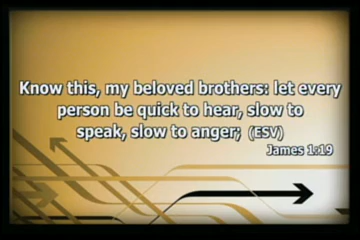 Know this, my beloved brothers: let every
person be quick to hear, slow to
speak, slow to anger; (ESV)
James 1:19